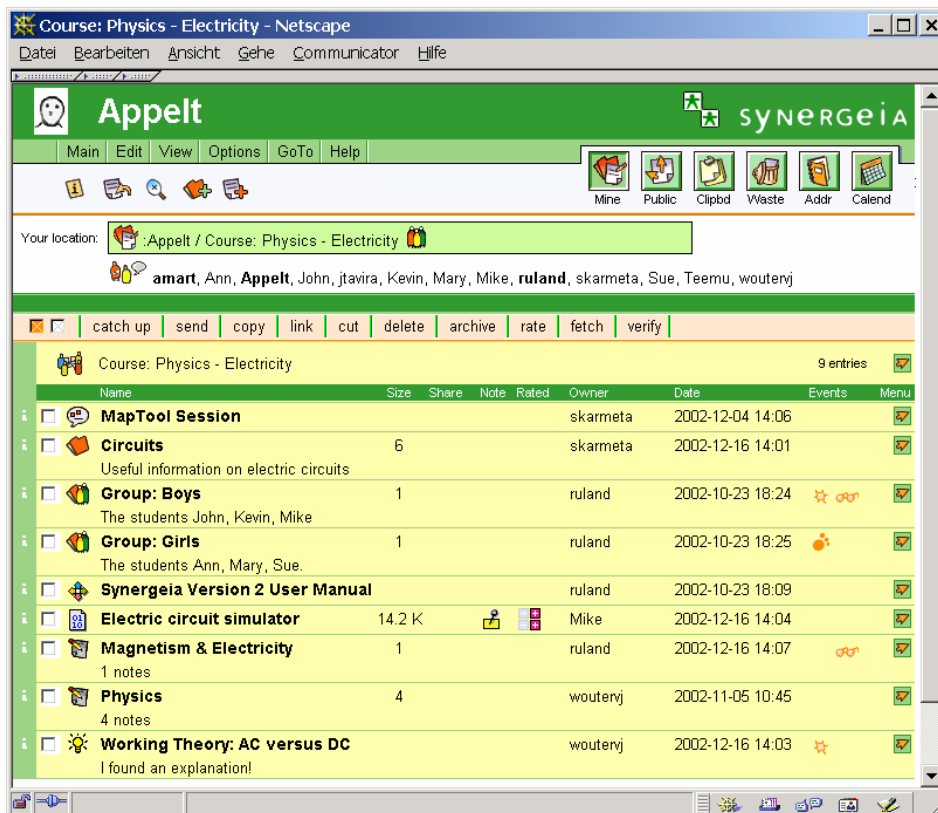 Course: Physics - Electricity - Netscape
Datei Bearbeiten Ansicht Gehe Communicator Hilfe
Appelt
syNeRGeiA
Main Edit View Options GoTo Help
Mine Public Clipbd Waste Addr Calend
Your location: :Appelt / Course: Physics - Electricity
amart, Ann, Appelt, John, jtavira, Kevin, Mary, Mike, ruland, skarmeta, Sue, Teemu, woutervj
catch up send copy link cut delete archive rate fetch verify
Course: Physics - Electricity 9 entries
Name Size Share Note Rated Owner Date Events Menu
MapTool Session skarmeta 2002-12-04 14:06
Circuits 6 skarmeta 2002-12-16 14:01
Useful information on electric circuits
Group: Boys 1 ruland 2002-10-23 18:24
The students John, Kevin, Mike
Group: Girls 1 ruland 2002-10-23 18:25
The students Ann, Mary, Sue.
Synergeia Version 2 User Manual ruland 2002-10-23 18:09
Electric circuit simulator 14.2 K Mike 2002-12-16 14:04
Magnetism & Electricity 1 ruland 2002-12-16 14:07
1 notes
Physics 4 woutervj 2002-11-05 10:45
4 notes
Working Theory: AC versus DC woutervj 2002-12-16 14:03
I found an explanation!